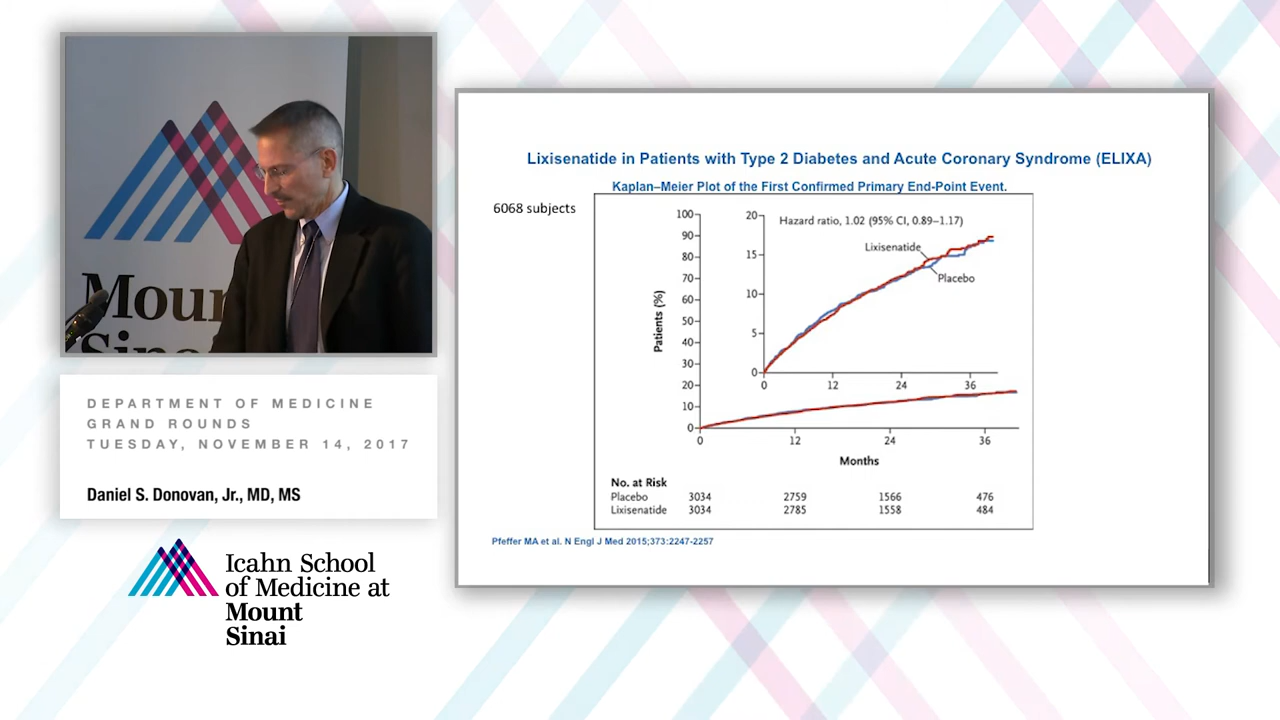 Moun
Sinai
DEPARTMENT OF MEDICINE
GRAND ROUNDS
TUESDAY, NOVEMBER 14, 2017
Daniel S. Donovan, Jr., MD, MS
Icahn School
of Medicine at
Mount
Sinai
Lixisenatide in Patients with Type 2 Diabetes and Acute Coronary Syndrome (ELIXA)
Kaplan–Meier Plot of the First Confirmed Primary End-Point Event.
6068 subjects
Patients (%)
100
90
80
70
60
50
40
30
20
10
0
20
15
10
5
0
Hazard ratio, 1.02 (95% CI, 0.89–1.17)
Lixisenatide
Placebo
0 12 24 36
0 12 24 36
Months
No. at Risk
Placebo 3034 2759 1566 476
Lixisenatide 3034 2785 1558 484
Pfeffer MA et al. N Engl J Med 2015;373:2247-2257